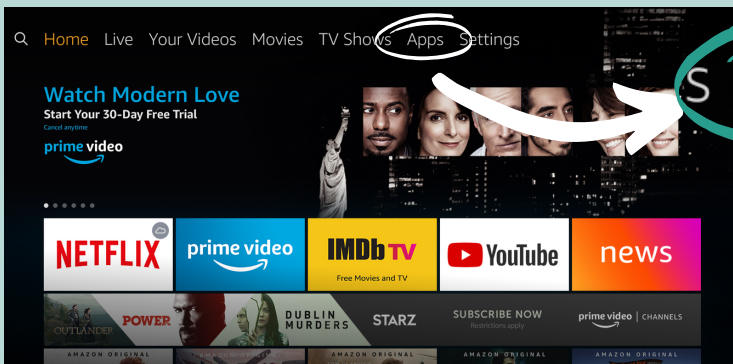 Home Live Your Videos Movies TV Shows Apps Settings
S
Watch Modern Love
Start Your 30-Day Free Trial
Cancel anytime
prime video
NETFLIX prime video IMDb TV YouTube news
Free Movies and TV
OUTLANDER POWER DUBLIN MURDERS STARZ SUBSCRIBE NOW prime video | CHANNELS
Restrictions apply
AMAZON ORIGINAL AMAZON ORIGINAL AMAZON ORIGINAL AMAZON ORIGINAL